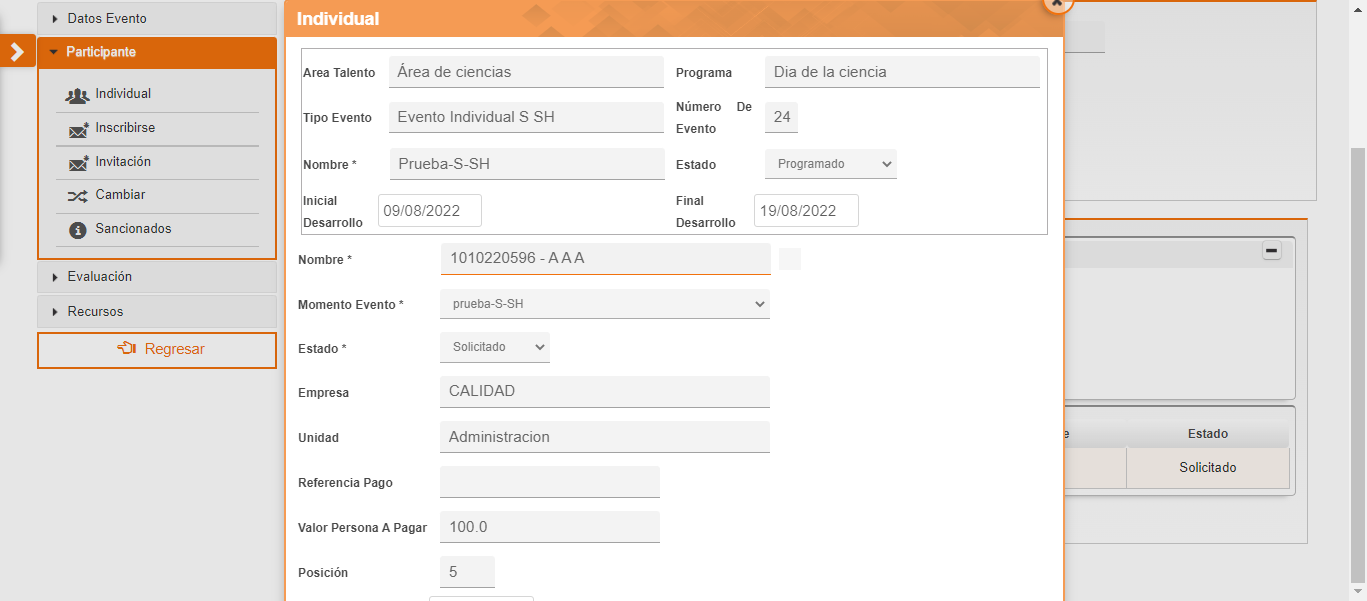 Datos Evento
Participante
Individual
Inscribirse
Invitación
Cambiar
Sancionados
Evaluación
Recursos
Regresar
Individual
Area Talento Área de ciencias Programa Dia de la ciencia
Tipo Evento Evento Individual S SH Número De Evento 24
Nombre * Prueba-S-SH Estado Programado
Inicial Desarrollo 09/08/2022 Final Desarrollo 19/08/2022
Nombre * 1010220596 - A A A
Momento Evento * prueba-S-SH
Estado * Solicitado
Empresa CALIDAD
Unidad Administracion
Referencia Pago
Valor Persona A Pagar 100.0
Posición 5
Estado
Solicitado